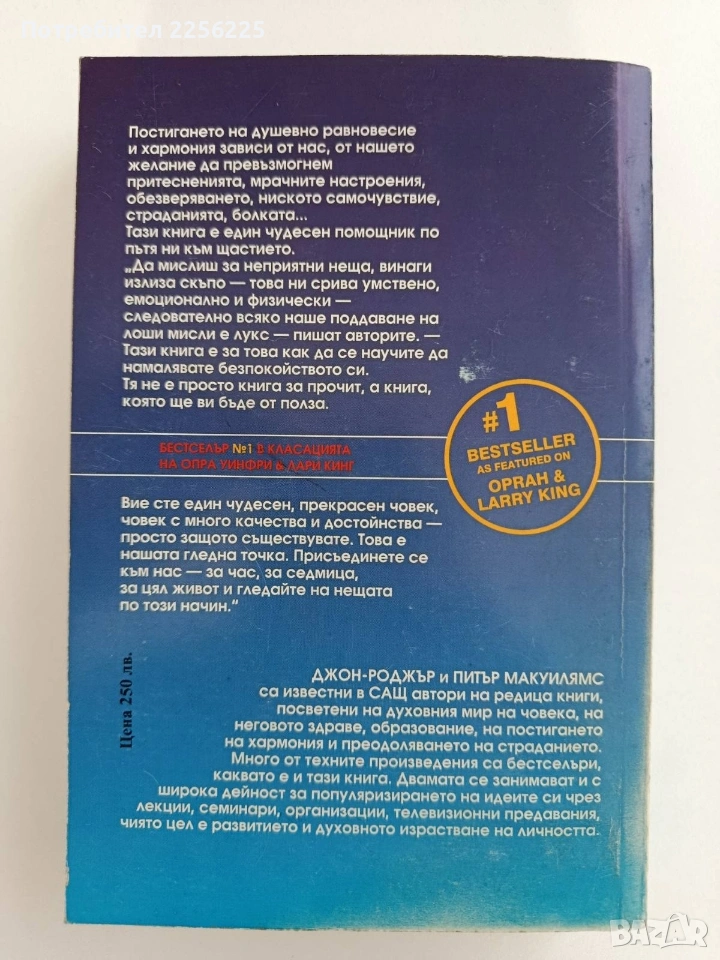 Потребител 2256225
Постигането на душевно равновесие
и хармония зависи от нас, от нашето
желание да превъзмогнем
притесненията, мрачните настроения,
обезверяването, ниското самочувствие,
страданията, болката...
Тази книга е един чудесен помощник по
пътя ни към щастието.
„Да мислиш за неприятни неща, винаги
излиза скъпо — това ни срива умствено,
емоционално и физически —
следователно всяко наше поддаване на
лоши мисли е лукс — пишат авторите. —
Тази книга е за това как да се научите да
намалявате безпокойството си.
Тя не е просто книга за прочит, а книга,
която ще ви бъде от полза.
#1
BESTSELLER
AS FEATURED ON
OPRAH &
LARRY KING
БЕСТСЕЛЪР №1 В КЛАСАЦИЯТА
НА ОПРА УИНФРИ & ЛАРИ КИНГ
Вие сте един чудесен, прекрасен човек,
човек с много качества и достойнства —
просто защото съществувате. Това е
нашата гледна точка. Присъединете се
към нас — за час, за седмица,
за цял живот и гледайте на нещата
по този начин.“
Цена 250 лв.
ДЖОН-РОДЖЪР и ПИТЪР МАКУИЛЯМС
са известни в САЩ автори на редица книги,
посветени на духовния мир на човека, на
неговото здраве, образование, на постигането
на хармония и преодоляването на страданието.
Много от техните произведения са бестселъри,
каквато е и тази книга. Двамата се занимават и с
широка дейност за популяризирането на идеите си чрез
лекции, семинари, организации, телевизионни предавания,
чиято цел е развитието и духовното израстване на личността.
BAZAR